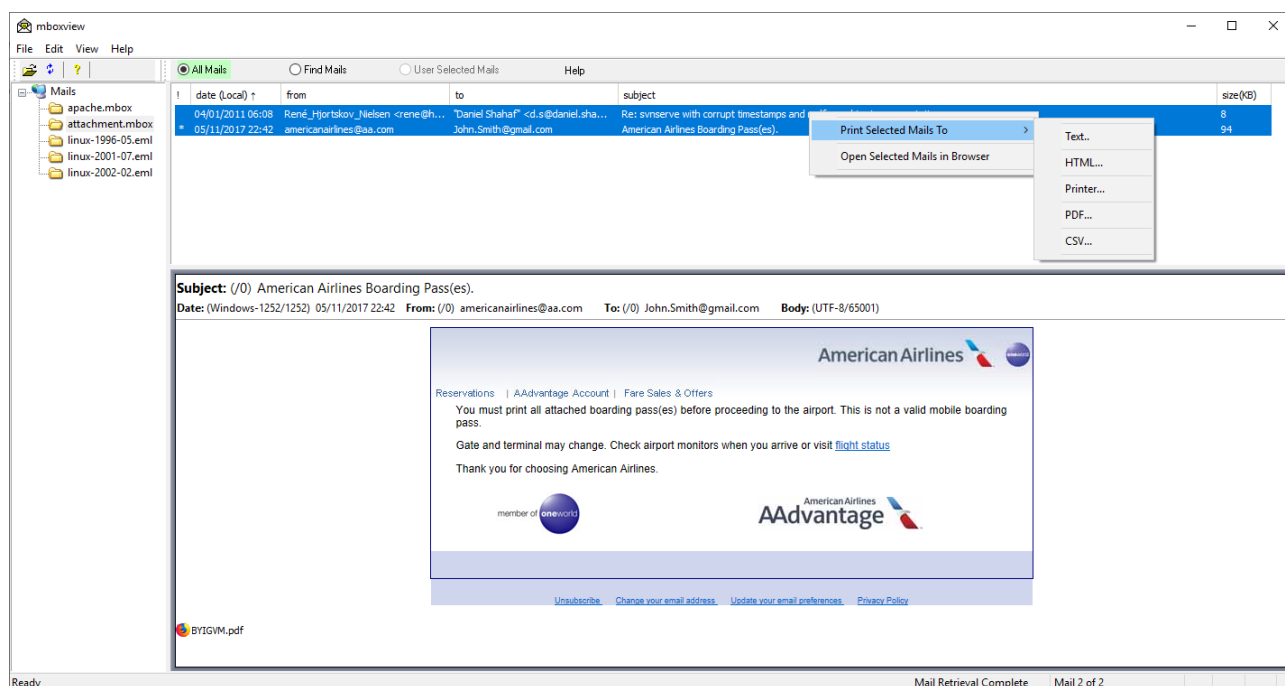 mboxview
File Edit View Help
All Mails Find Mails User Selected Mails Help
Mails
apache.mbox
attachment.mbox
linux-1996-05.eml
linux-2001-07.eml
linux-2002-02.eml
! date (Local) ↑ from to subject size(KB)
04/01/2011 06:08 René_Hjortskov_Nielsen <rene@h... "Daniel Shahaf" <d.s@daniel.sha... Re: svnserve with corrupt timestamps and 8
* 05/11/2017 22:42 americanairlines@aa.com John.Smith@gmail.com American Airlines Boarding Pass(es). 94
Print Selected Mails To >
Open Selected Mails in Browser
Text..
HTML...
Printer...
PDF...
CSV...
Subject: (/0) American Airlines Boarding Pass(es).
Date: (Windows-1252/1252) 05/11/2017 22:42 From: (/0) americanairlines@aa.com To: (/0) John.Smith@gmail.com Body: (UTF-8/65001)
American Airlines oneworld
Reservations | AAdvantage Account | Fare Sales & Offers
You must print all attached boarding pass(es) before proceeding to the airport. This is not a valid mobile boarding
pass.
Gate and terminal may change. Check airport monitors when you arrive or visit flight status
Thank you for choosing American Airlines.
member of oneworld
American Airlines
AAdvantage
Unsubscribe Change your email address Update your email preferences Privacy Policy
BYIGVM.pdf
Ready Mail Retrieval Complete Mail 2 of 2